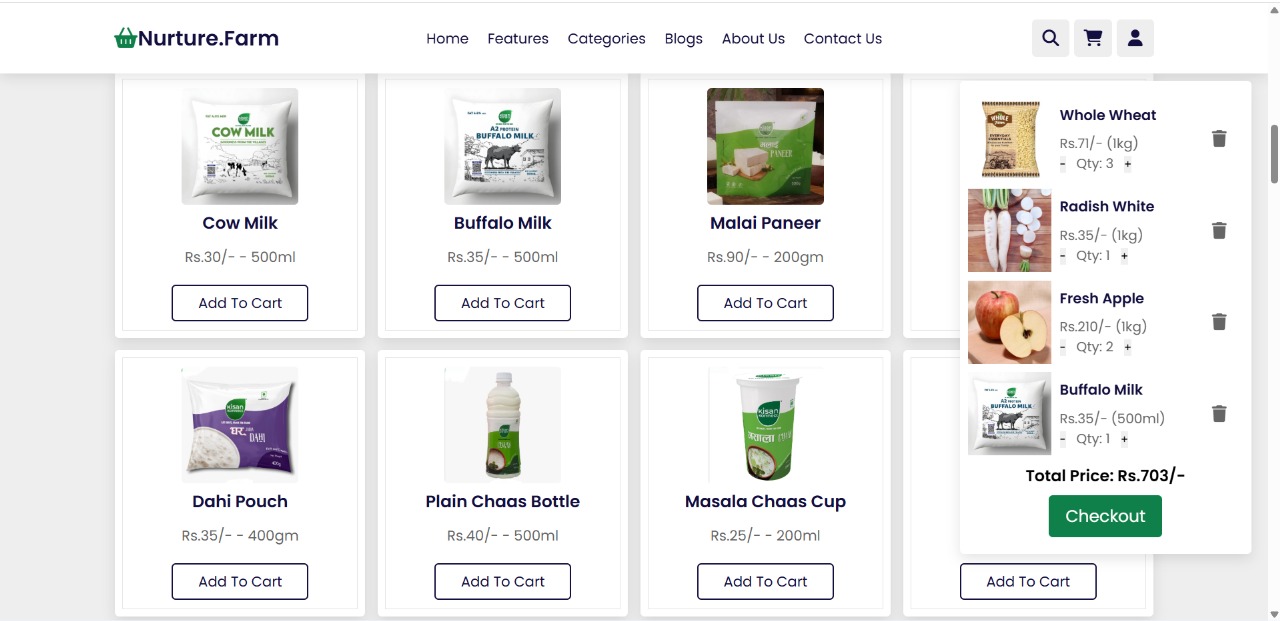 Nurture.Farm
Home Features Categories Blogs About Us Contact Us
COW MILK
Cow Milk
Rs.30/- - 500ml
Add To Cart
A2 PROTEIN
BUFFALO MILK
Buffalo Milk
Rs.35/- - 500ml
Add To Cart
मलाई
PANEER
Malai Paneer
Rs.90/- - 200gm
Add To Cart
kisan
घर
DAHI
Dahi Pouch
Rs.35/- - 400gm
Add To Cart
kisan
Plain Chaas Bottle
Rs.40/- - 500ml
Add To Cart
kisan
मसाला
Masala Chaas Cup
Rs.25/- - 200ml
Add To Cart
Add To Cart
WHOLE
Whole Wheat
Rs.71/- (1kg)
- Qty: 3 +
Radish White
Rs.35/- (1kg)
- Qty: 1 +
Fresh Apple
Rs.210/- (1kg)
- Qty: 2 +
A2 PROTEIN
BUFFALO MILK
Buffalo Milk
Rs.35/- (500ml)
- Qty: 1 +
Total Price: Rs.703/-
Checkout